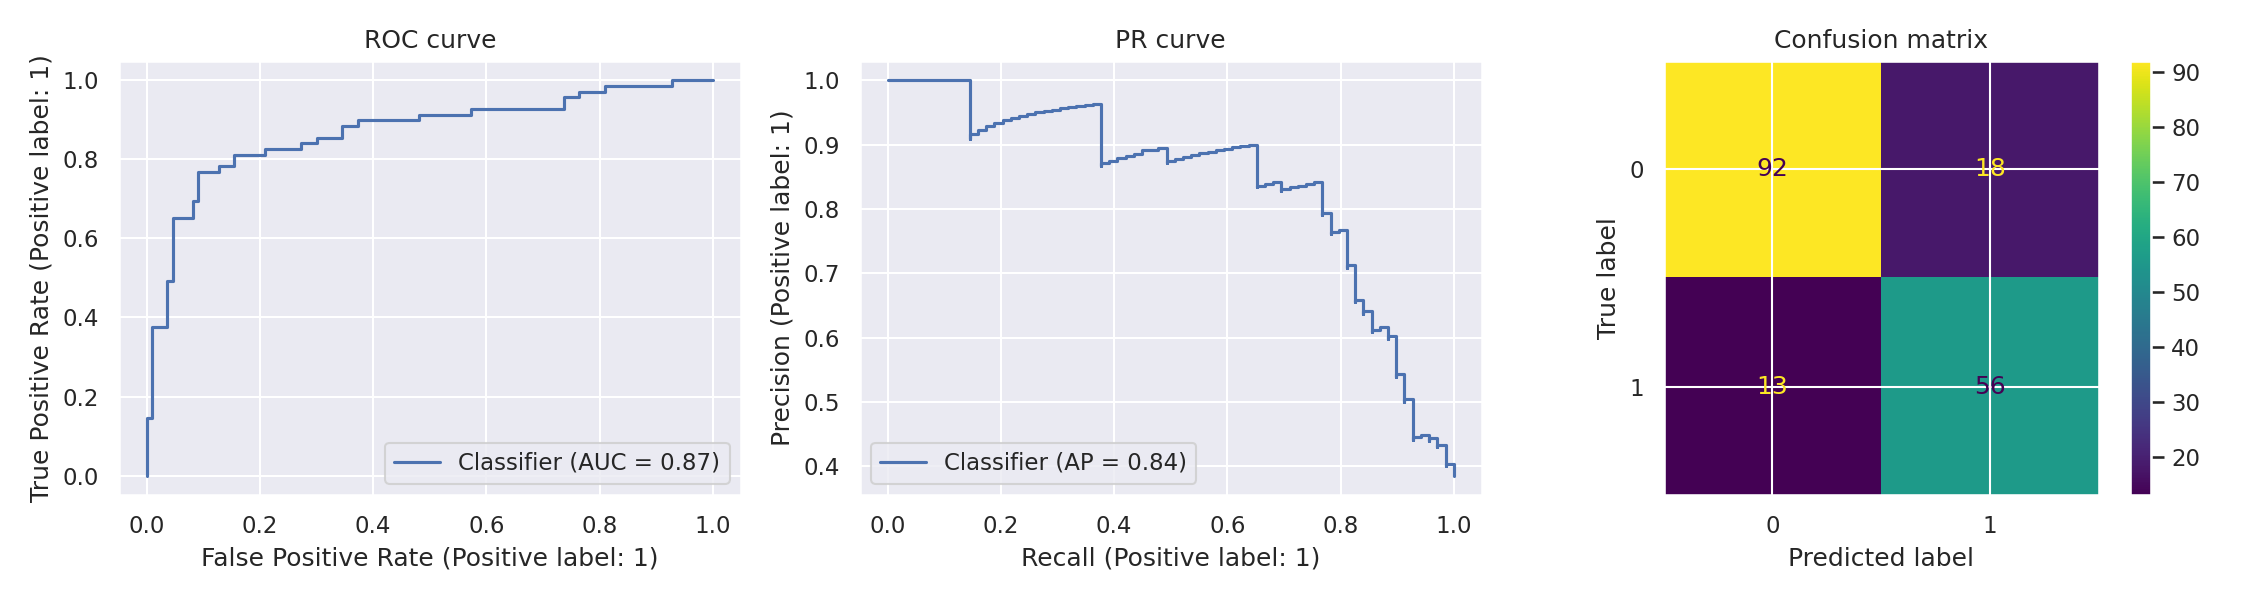 ROC curve
True Positive Rate (Positive label: 1)
1.0
0.8
0.6
0.4
0.2
0.0
Classifier (AUC = 0.87)
0.0 0.2 0.4 0.6 0.8 1.0
False Positive Rate (Positive label: 1)
PR curve
Precision (Positive label: 1)
1.0
0.9
0.8
0.7
0.6
0.5
0.4
Classifier (AP = 0.84)
0.0 0.2 0.4 0.6 0.8 1.0
Recall (Positive label: 1)
Confusion matrix
True label
0
1
92 18
13 56
0 1
Predicted label
90
80
70
60
50
40
30
20